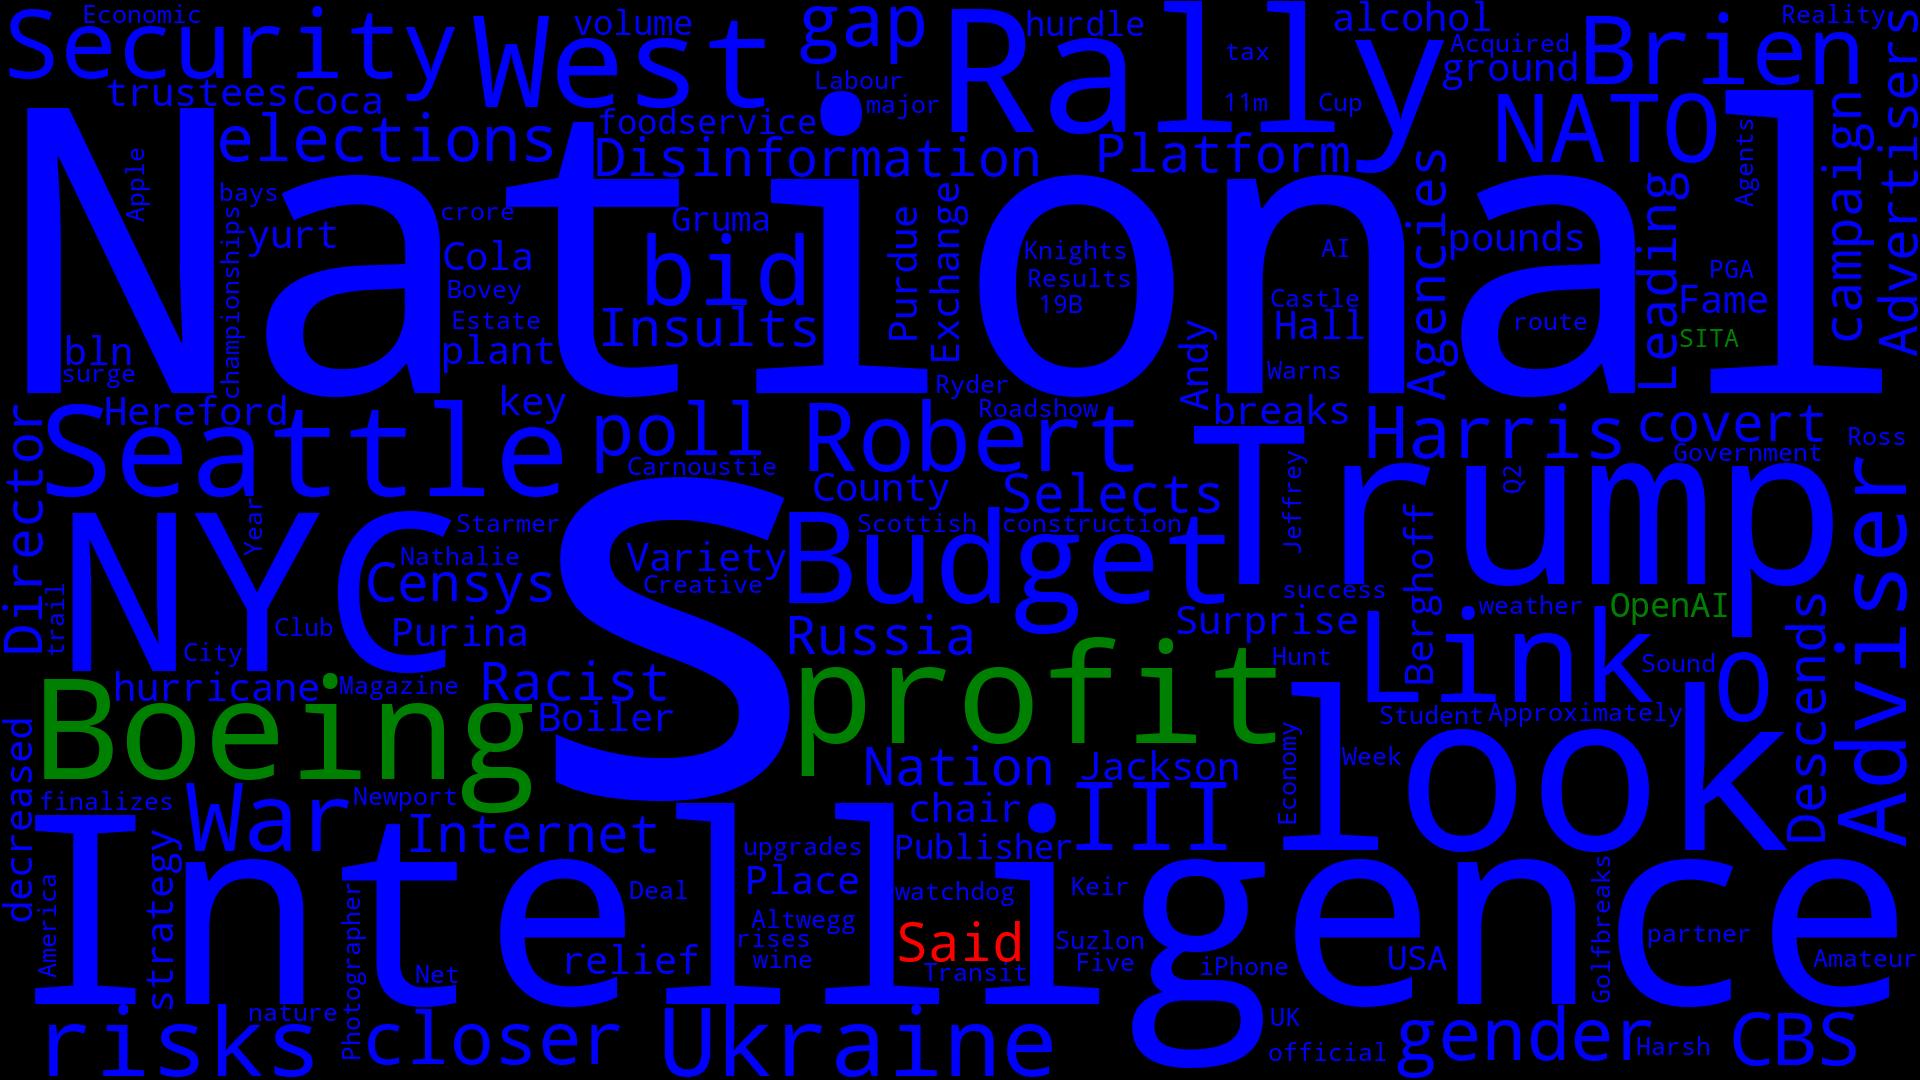 Economic
Security
West
volume
gap
Rally
hurdle
alcohol
Reality
Acquired
Brien
Advertisers
tax
ground
Labour
major
trustees
Coca
11m
Cup
NATO
foodservice
elections
Disinformation
Platform
campaign
National
Apple
Agents
bays
championships
crore
yurt
Gruma
Purdue
Exchange
Agencies
Leading
pounds
Knights
AI
Cola
bid
Results
PGA
Bovey
19B
Castle
Fame
Estate
Insults
Hall
route
SITA
bln
plant
Andy
surge
Warns
Ryder
Director
Hereford
key
Roadshow
breaks
Seattle
poll
Robert
Trump
Harris
covert
Ross
Government
Carnoustie
County
Selects
Jeffrey
Q2
Adviser
NYC
Year
Starmer
S
Budget
Scottish
construction
Nathalie
Variety
Berghoff
Censys
Creative
success
weather
OpenAI
trail
Club
Purina
Russia
Surprise
Link
Descends
City
Hunt
Sound
O
Racist
profit
Boeing
hurricane
Magazine
Boiler
Student
Approximately
look
decreased
Nation
Jackson
Economy
Week
finalizes
War
Newport
chair
III
Intelligence
strategy
Internet
upgrades
Publisher
America
Photographer
Deal
Place
watchdog
Keir
Golfbreaks
Altwegg
Said
rises
Suzlon
partner
wine
relief
Five
iPhone
USA
Amateur
Net
Transit
nature
risks
closer
Ukraine
UK
gender
CBS
official
Harsh